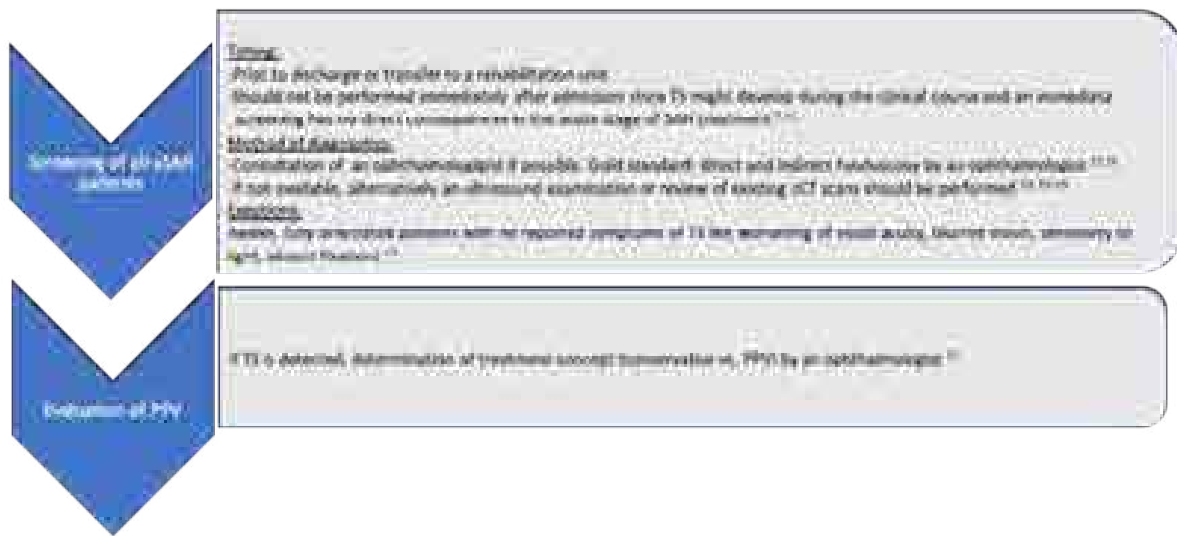 Timing:
Prior to discharge or transfer to a rehabilitation unit
Should not be performed immediately after admission since TS might develop during the clinical course and an immediate
screening has no direct consequences in the acute stage of SAH treatment
Method of diagnostics:
Consultation of an ophthalmologist if possible. Gold standard: direct and indirect funduscopy by an ophthalmologist
If not available, alternatively an ultrasound examination or review of existing cCT scans should be performed
Exceptions:
Awake, fully orientated patients with no reported symptoms of TS like worsening of visual acuity, blurred vision, sensitivity to
light, 
Screening of all SAH
patients
If TS is detected, determination of treatment concept (conservative vs. PPV) by an ophthalmologist
Evaluation of PPV